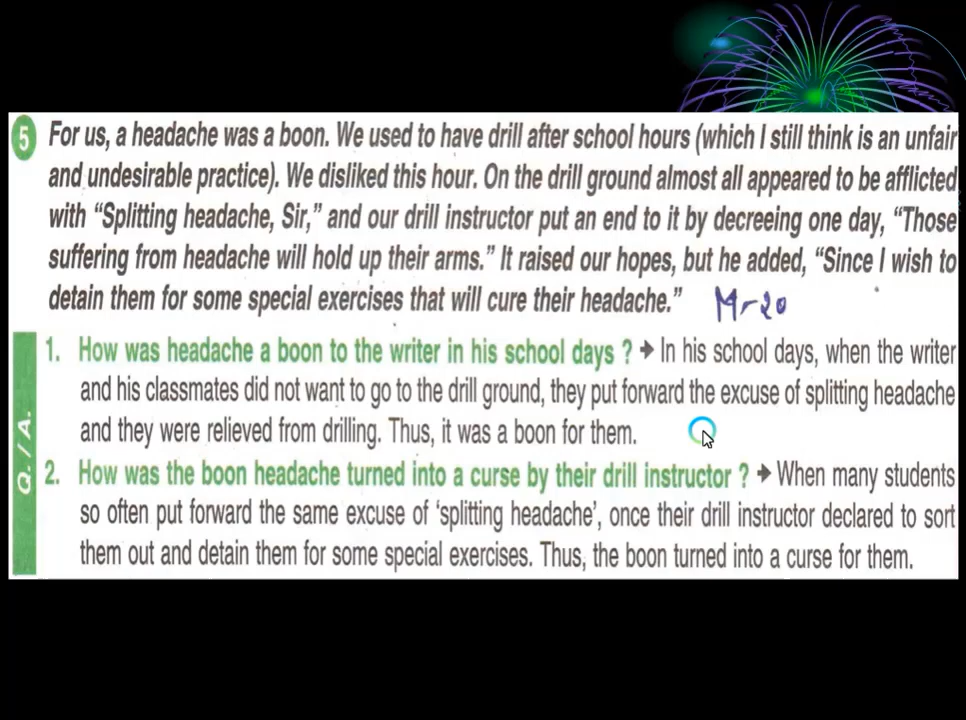 5 For us, a headache was a boon. We used to have drill after school hours (which I still think is an unfair
and undesirable practice). We disliked this hour. On the drill ground almost all appeared to be afflicted
with “Splitting headache, Sir,” and our drill instructor put an end to it by decreeing one day, “Those
suffering from headache will hold up their arms.” It raised our hopes, but he added, “Since I wish to
detain them for some special exercises that will cure their headache.” M-20
Q. / A.
1. How was headache a boon to the writer in his school days ? ➔ In his school days, when the writer
and his classmates did not want to go to the drill ground, they put forward the excuse of splitting headache
and they were relieved from drilling. Thus, it was a boon for them.
2. How was the boon headache turned into a curse by their drill instructor ? ➔ When many students
so often put forward the same excuse of ‘splitting headache’, once their drill instructor declared to sort
them out and detain them for some special exercises. Thus, the boon turned into a curse for them.